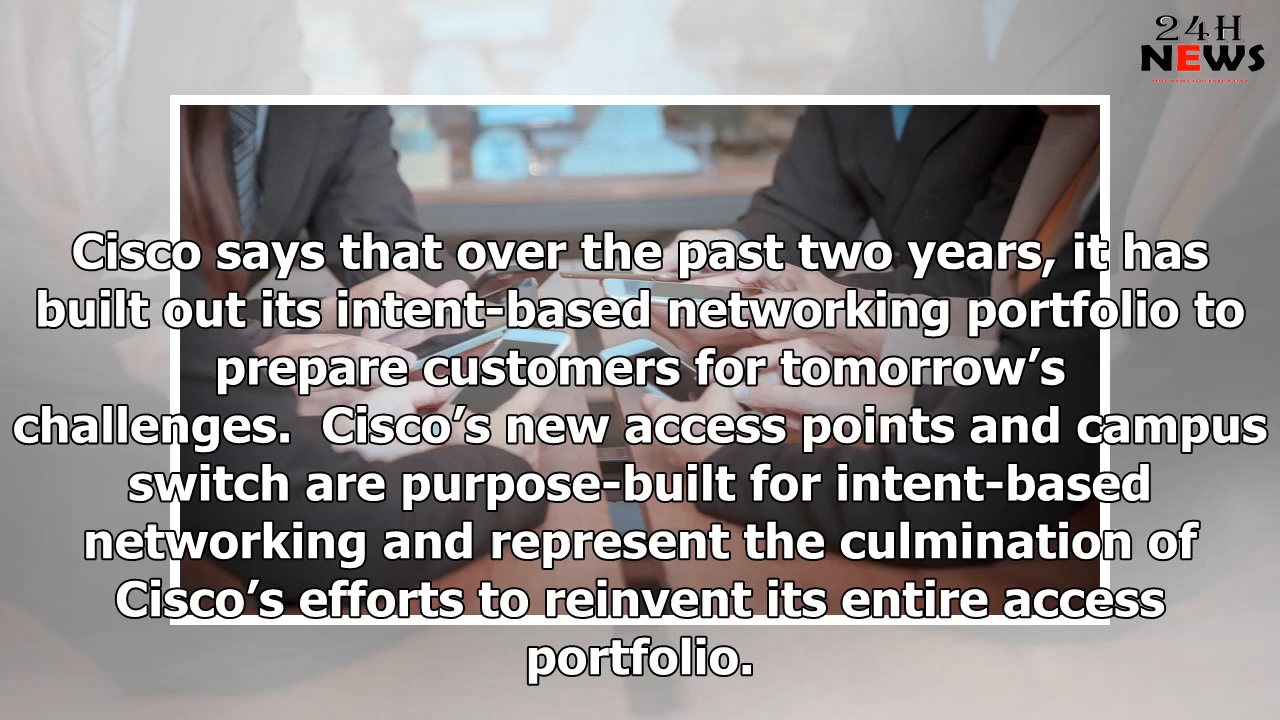 24H
NEWS
Cisco says that over the past two years, it has
built out its intent-based networking portfolio to
prepare customers for tomorrow’s
challenges.  Cisco’s new access points and campus
switch are purpose-built for intent-based
networking and represent the culmination of
Cisco’s efforts to reinvent its entire access
portfolio.